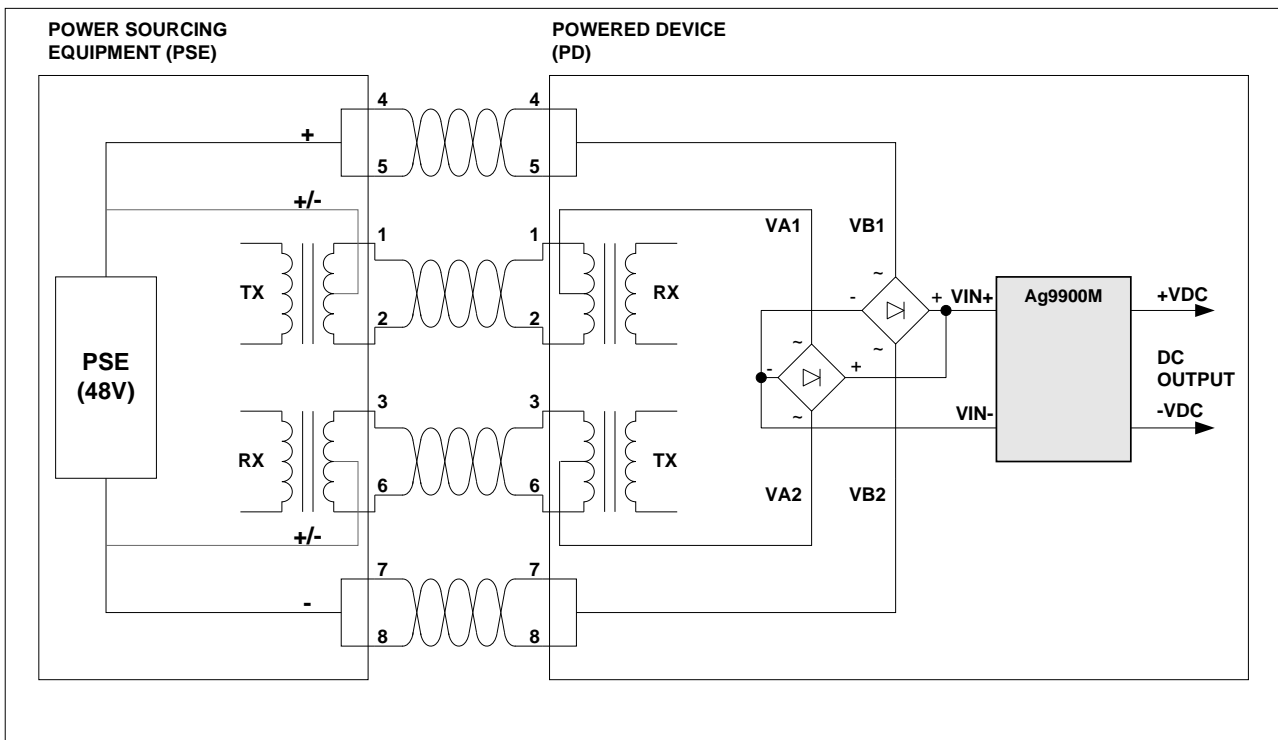 POWER SOURCING
EQUIPMENT (PSE)
POWERED DEVICE
(PD)
4
4
+
5
5
+/-
1
1
VA1
VB1
~
TX
RX
-
+
VIN+
Ag9900M
+VDC
2
2
~
~
PSE
(48V)
-
+
DC
OUTPUT
3
3
~
VIN-
-VDC
RX
TX
6
6
VA2
VB2
+/-
7
7
-
8
8